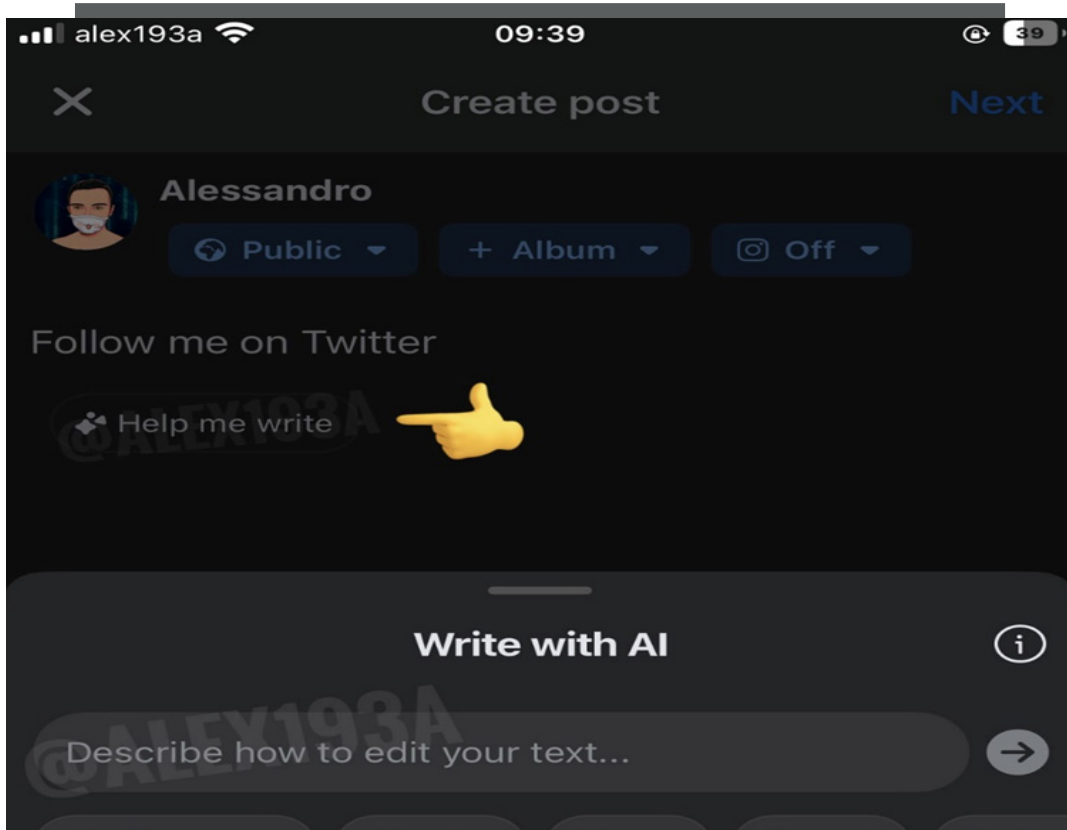 alex193a 09:39 39
Create post Next
Alessandro
Public + Album Off
Follow me on Twitter
Help me write
@ALEX193A
Write with AI
@ALEX193A
Describe how to edit your text...